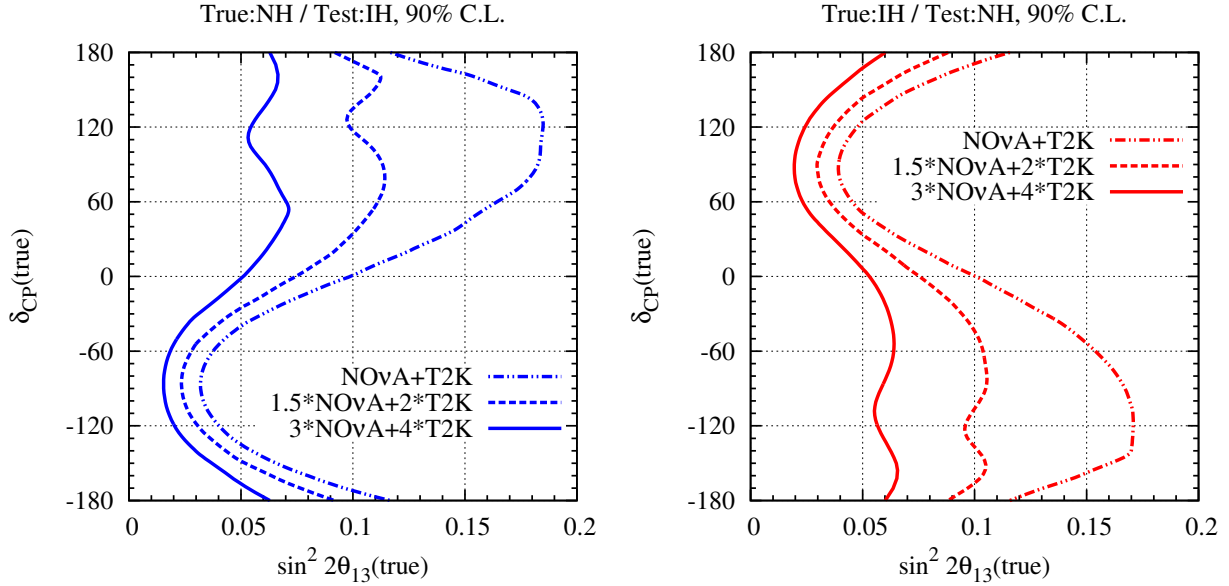 True:NH / Test:IH, 90% C.L.
180
120
60
0
-60
-120
-180
δCP(true)
NOνA+T2K
1.5*NOνA+2*T2K
3*NOνA+4*T2K
0
0.05
0.1
0.15
0.2
sin² 2θ13(true)
True:IH / Test:NH, 90% C.L.
180
120
60
0
-60
-120
-180
δCP(true)
NOνA+T2K
1.5*NOνA+2*T2K
3*NOνA+4*T2K
0
0.05
0.1
0.15
0.2
sin² 2θ13(true)